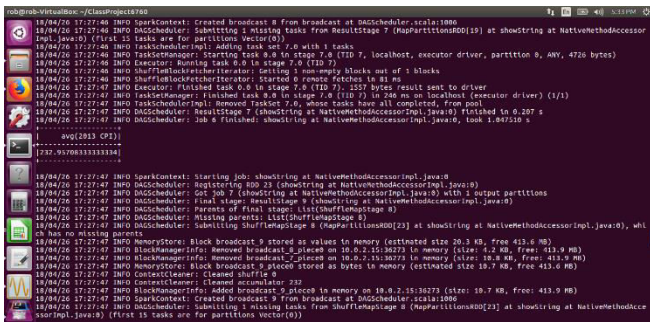 rob@rob-VirtualBox: ~/ClassProject6760
5:33 PM
18/04/26 17:27:46 INFO SparkContext: Created broadcast 8 from broadcast at DAGScheduler.scala:1006
18/04/26 17:27:46 INFO DAGScheduler: Submitting 1 missing tasks from ResultStage 7 (MapPartitionsRDD[19] at showString at NativeMethodAccessor
Impl.java:0) (first 15 tasks are for partitions Vector(0))
18/04/26 17:27:46 INFO TaskSchedulerImpl: Adding task set 7.0 with 1 tasks
18/04/26 17:27:46 INFO TaskSetManager: Starting task 0.0 in stage 7.0 (TID 7, localhost, executor driver, partition 0, ANY, 4726 bytes)
18/04/26 17:27:46 INFO Executor: Running task 0.0 in stage 7.0 (TID 7)
18/04/26 17:27:46 INFO ShuffleBlockFetcherIterator: Getting 1 non-empty blocks out of 1 blocks
18/04/26 17:27:46 INFO ShuffleBlockFetcherIterator: Started 0 remote fetches in 81 ms
18/04/26 17:27:46 INFO Executor: Finished task 0.0 in stage 7.0 (TID 7). 1557 bytes result sent to driver
18/04/26 17:27:46 INFO TaskSetManager: Finished task 0.0 in stage 7.0 (TID 7) in 246 ms on localhost (executor driver) (1/1)
18/04/26 17:27:46 INFO TaskSchedulerImpl: Removed TaskSet 7.0, whose tasks have all completed, from pool
18/04/26 17:27:46 INFO DAGScheduler: ResultStage 7 (showString at NativeMethodAccessorImpl.java:0) finished in 0.207 s
18/04/26 17:27:46 INFO DAGScheduler: Job 6 finished: showString at NativeMethodAccessorImpl.java:0, took 1.047510 s
+------------------+
| avg(2013 CPI)|
+------------------+
|232.95708333333334|
+------------------+
18/04/26 17:27:47 INFO SparkContext: Starting job: showString at NativeMethodAccessorImpl.java:0
18/04/26 17:27:47 INFO DAGScheduler: Registering RDD 23 (showString at NativeMethodAccessorImpl.java:0)
18/04/26 17:27:47 INFO DAGScheduler: Got job 7 (showString at NativeMethodAccessorImpl.java:0) with 1 output partitions
18/04/26 17:27:47 INFO DAGScheduler: Final stage: ResultStage 9 (showString at NativeMethodAccessorImpl.java:0)
18/04/26 17:27:47 INFO DAGScheduler: Parents of final stage: List(ShuffleMapStage 8)
18/04/26 17:27:47 INFO DAGScheduler: Missing parents: List(ShuffleMapStage 8)
18/04/26 17:27:47 INFO DAGScheduler: Submitting ShuffleMapStage 8 (MapPartitionsRDD[23] at showString at NativeMethodAccessorImpl.java:0), whi
ch has no missing parents
18/04/26 17:27:47 INFO MemoryStore: Block broadcast_9 stored as values in memory (estimated size 20.3 KB, free 413.6 MB)
18/04/26 17:27:47 INFO BlockManagerInfo: Removed broadcast_8_piece0 on 10.0.2.15:36273 in memory (size: 4.2 KB, free: 413.9 MB)
18/04/26 17:27:47 INFO BlockManagerInfo: Removed broadcast_7_piece0 on 10.0.2.15:36273 in memory (size: 10.8 KB, free: 413.9 MB)
18/04/26 17:27:47 INFO MemoryStore: Block broadcast_9_piece0 stored as bytes in memory (estimated size 10.7 KB, free 413.6 MB)
18/04/26 17:27:47 INFO ContextCleaner: Cleaned shuffle 0
18/04/26 17:27:47 INFO ContextCleaner: Cleaned accumulator 232
18/04/26 17:27:47 INFO BlockManagerInfo: Added broadcast_9_piece0 in memory on 10.0.2.15:36273 (size: 10.7 KB, free: 413.9 MB)
18/04/26 17:27:47 INFO SparkContext: Created broadcast 9 from broadcast at DAGScheduler.scala:1006
18/04/26 17:27:47 INFO DAGScheduler: Submitting 1 missing tasks from ShuffleMapStage 8 (MapPartitionsRDD[23] at showString at NativeMethodAcce
ssorImpl.java:0) (first 15 tasks are for partitions Vector(0))